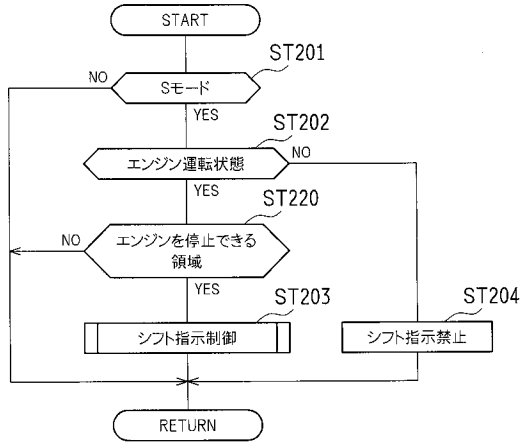 START
ST201
NO
Sモード
YES
ST202
エンジン運転状態
NO
YES
ST220
NO
エンジンを停止できる
領域
YES
ST203
ST204
シフト指示制御
シフト指示禁止
RETURN